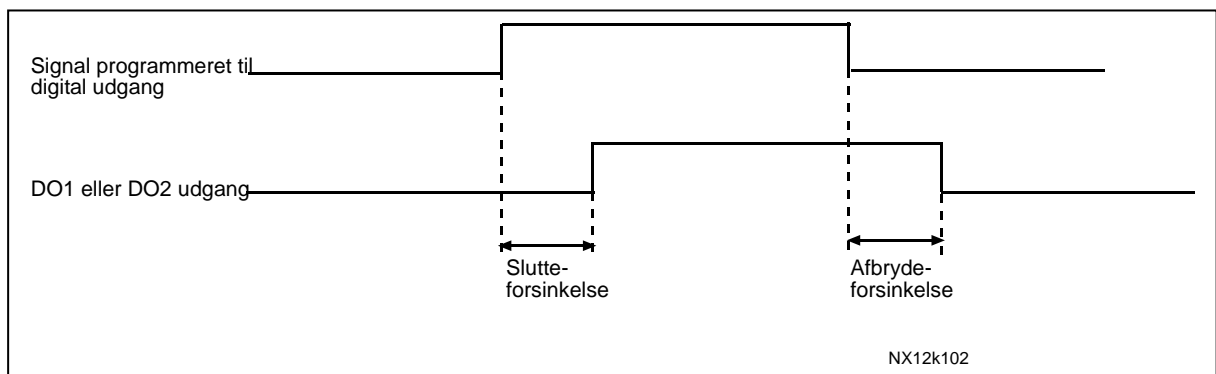 Signal programmeret til
digital udgang
DO1 eller DO2 udgang
Slutte-
forsinkelse
Afbryde-
forsinkelse
NX12k102